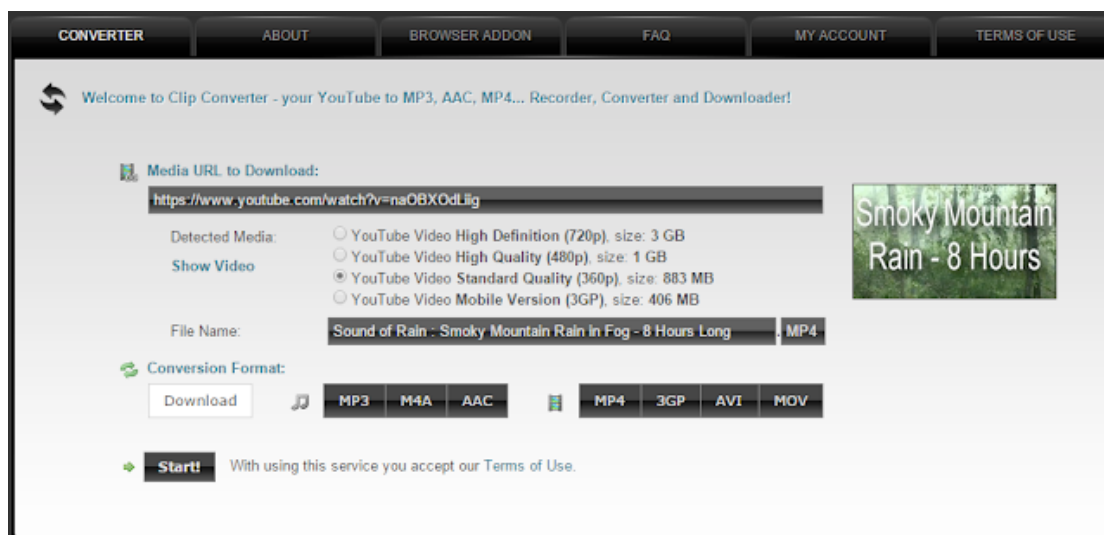 CONVERTER ABOUT BROWSER ADDON FAQ MY ACCOUNT TERMS OF USE
Welcome to Clip Converter - your YouTube to MP3, AAC, MP4... Recorder, Converter and Downloader!
Media URL to Download:
https://www.youtube.com/watch?v=naOBXOdLiig
Smoky Mountain
Rain - 8 Hours
Detected Media: YouTube Video High Definition (720p), size: 3 GB
YouTube Video High Quality (480p), size: 1 GB
Show Video
YouTube Video Standard Quality (360p), size: 883 MB
YouTube Video Mobile Version (3GP), size: 406 MB
File Name: Sound of Rain : Smoky Mountain Rain in Fog - 8 Hours Long . MP4
Conversion Format:
Download MP3 M4A AAC MP4 3GP AVI MOV
Start! With using this service you accept our Terms of Use.